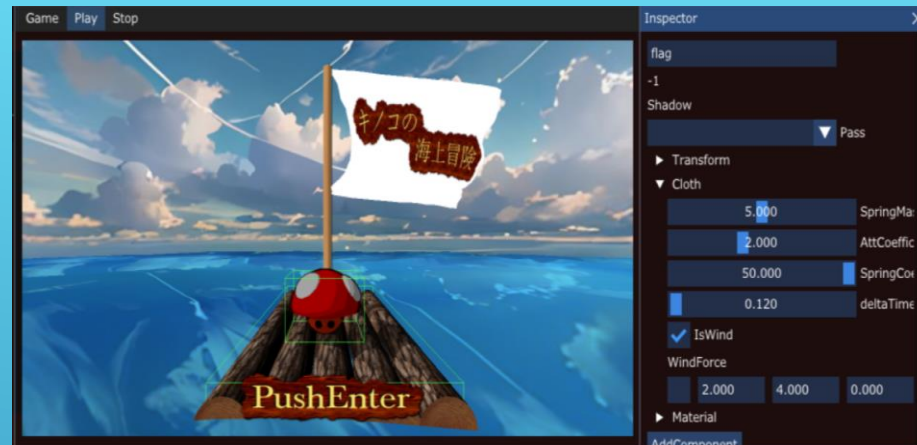 Game Play Stop
Inspector
flag
-1
Shadow
Pass
Transform
Cloth
5.000 SpringMa
2.000 AttCoeffic
50.000 SpringCoe
0.120 deltaTime
IsWind
WindForce
2.000 4.000 0.000
Material
AddComponent
キノコの
海上冒険
PushEnter